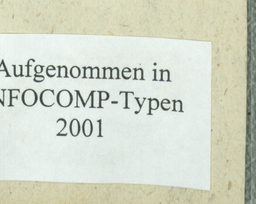 Aufgenommen in
NFOCOMP-Typen
2001